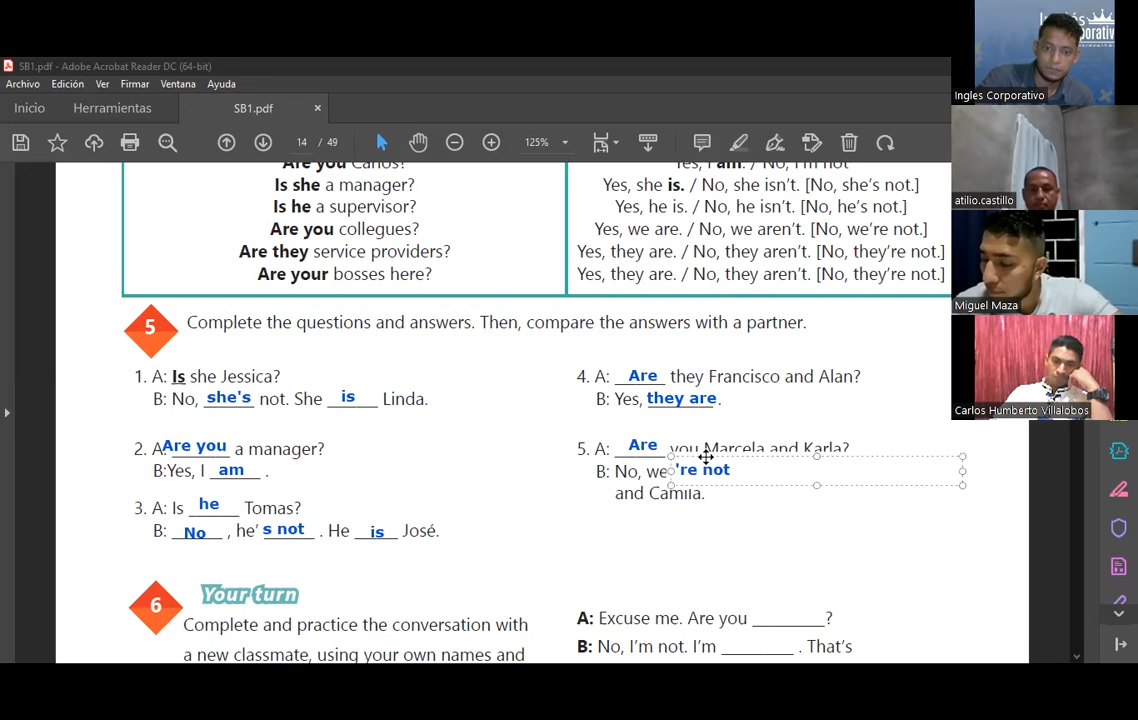 SB1.pdf - Adobe Acrobat Reader DC (64-bit)
Archivo Edición Ver Firmar Ventana Ayuda
Inicio Herramientas SB1.pdf ×
14 / 49 125%
Are you Carlos? Yes, I am. / No, I'm not
Is she a manager? Yes, she is. / No, she isn't. [No, she's not.]
Is he a supervisor? Yes, he is. / No, he isn't. [No, he's not.]
Are you collegues? Yes, we are. / No, we aren't. [No, we're not.]
Are they service providers? Yes, they are. / No, they aren't. [No, they're not.]
Are your bosses here? Yes, they are. / No, they aren't. [No, they're not.]
5 Complete the questions and answers. Then, compare the answers with a partner.
1. A: Is she Jessica?
B: No, she's not. She is Linda.
2. A: Are you a manager?
B:Yes, I am .
3. A: Is he Tomas?
B: No , he's not . He is José.
4. A: Are they Francisco and Alan?
B: Yes, they are.
5. A: Are you Marcela and Karla?
B: No, we 're not
and Camila.
6 Your turn
Complete and practice the conversation with
a new classmate, using your own names and
A: Excuse me. Are you ________?
B: No, I'm not. I'm ________ . That's
Ingles Corporativo
atilio.castillo
Miguel Maza
Carlos Humberto Villalobos